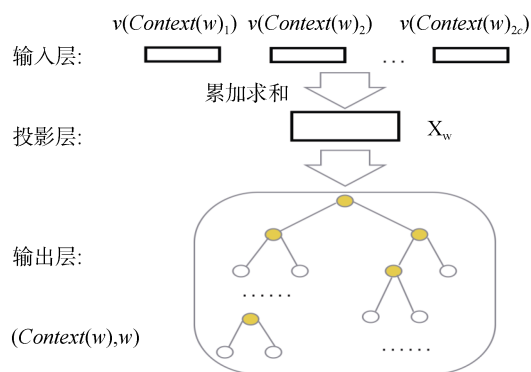 v(Context(w)₁) v(Context(w)₂) v(Context(w)₂c)
输入层: ...
累加求和
投影层: Xw
输出层:
......
(Context(w),w) ......